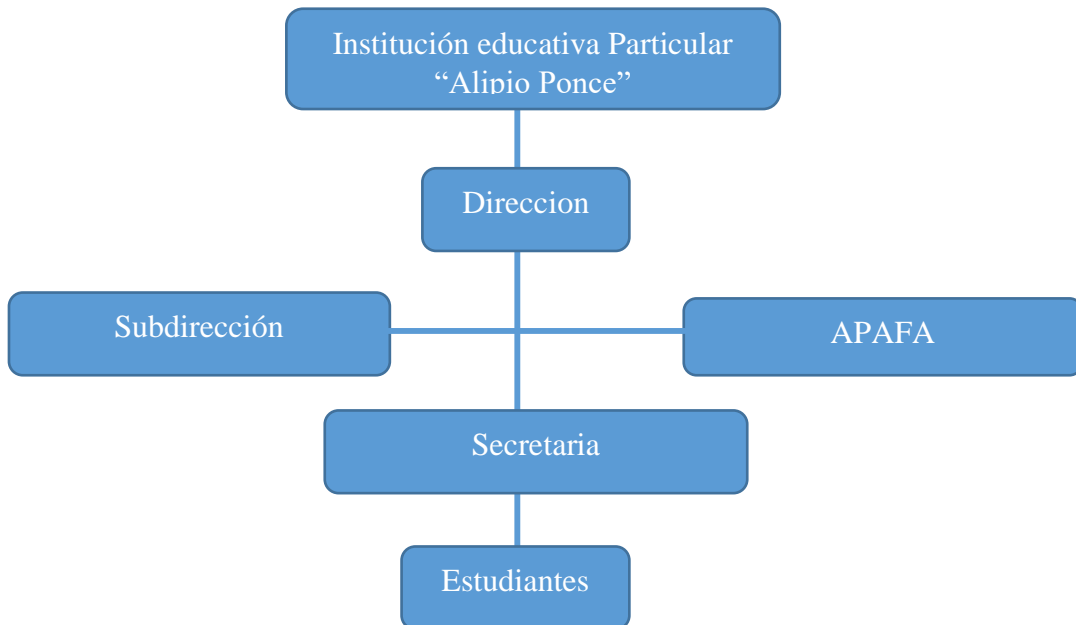 Institución educativa Particular
“Alipio Ponce”
Direccion
Subdirección
APAFA
Secretaria
Estudiantes